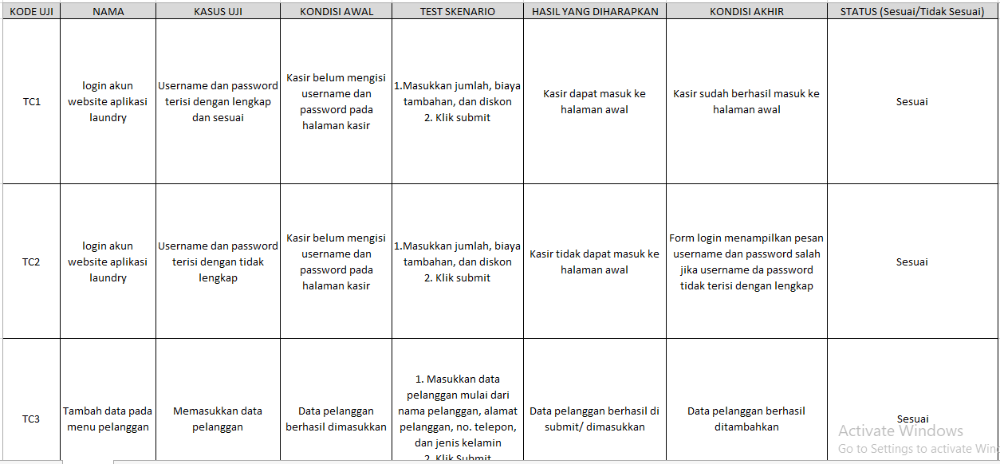 KODE UJI
NAMA
KASUS UJI
KONDISI AWAL
TEST SKENARIO
HASIL YANG DIHARAPKAN
KONDISI AKHIR
STATUS (Sesuai/Tidak Sesuai)
TC1
login akun
website aplikasi
laundry
Username dan password
terisi dengan lengkap
dan sesuai
Kasir belum mengisi
username dan
password pada
halaman kasir
1.Masukkan jumlah, biaya
tambahan, dan diskon
2. Klik submit
Kasir dapat masuk ke
halaman awal
Kasir sudah berhasil masuk ke
halaman awal
Sesuai
TC2
login akun
website aplikasi
laundry
Username dan password
terisi dengan tidak
lengkap
Kasir belum mengisi
username dan
password pada
halaman kasir
1.Masukkan jumlah, biaya
tambahan, dan diskon
2. Klik submit
Kasir tidak dapat masuk ke
halaman awal
Form login menampilkan pesan
username dan password salah
jika username da password
tidak terisi dengan lengkap
Sesuai
TC3
Tambah data pada
menu pelanggan
Memasukkan data
pelanggan
Data pelanggan
berhasil dimasukkan
1. Masukkan data
pelanggan mulai dari
nama pelanggan, alamat
pelanggan, no. telepon,
dan jenis kelamin
2. Klik Submit
Data pelanggan berhasil di
submit/ dimasukkan
Data pelanggan berhasil
ditambahkan
Sesuai
Activate Windows
Go to Settings to activate Win